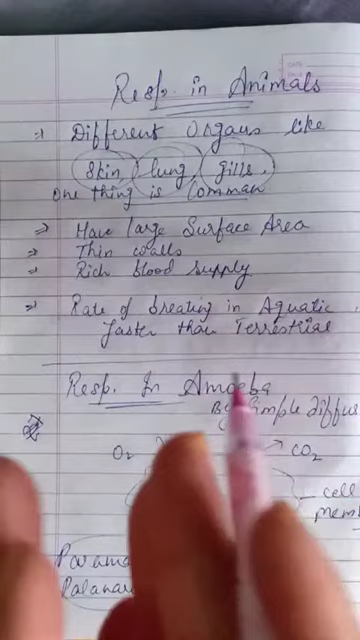 Resp. in Animals
Different Organs like
skin, lung, gills.
One thing is Common
Have large Surface Area
Thin walls
Rich blood supply
Rate of breating in Aquatic
faster than Terrestrial
Resp. In Amoeba
By Simple diffus
O2 CO2
cell
mem